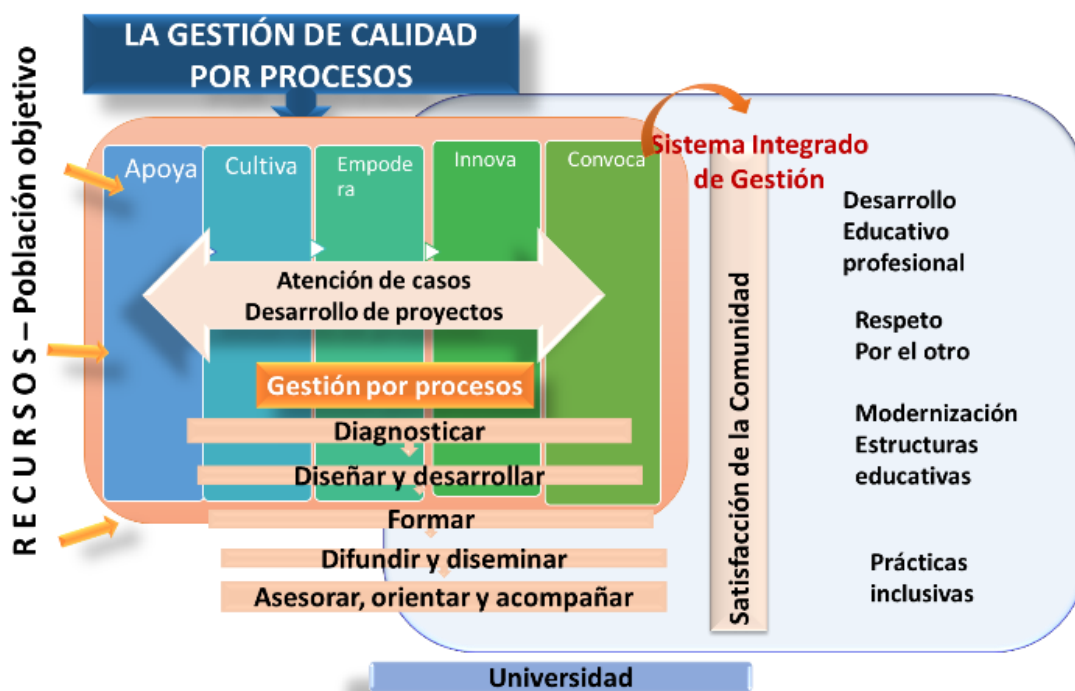 LA GESTIÓN DE CALIDAD
POR PROCESOS
RECURSOS – Población objetivo
Apoya
Cultiva
Empode
ra
Innova
Convoca
Sistema Integrado
de Gestión
Atención de casos
Desarrollo de proyectos
Gestión por procesos
Diagnosticar
Diseñar y desarrollar
Formar
Difundir y diseminar
Asesorar, orientar y acompañar
Satisfacción de la Comunidad
Desarrollo
Educativo
profesional
Respeto
Por el otro
Modernización
Estructuras
educativas
Prácticas
inclusivas
Universidad